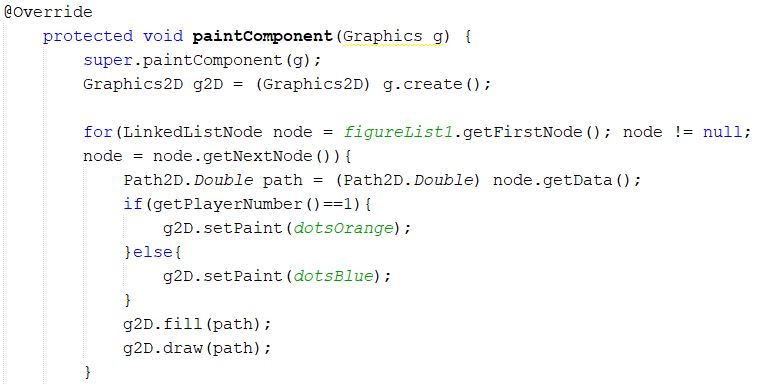 @Override
protected void paintComponent(Graphics g) {
super.paintComponent(g);
Graphics2D g2D = (Graphics2D) g.create();
for(LinkedListNode node = figureList1.getFirstNode(); node != null;
node = node.getNextNode()){
Path2D.Double path = (Path2D.Double) node.getData();
if(getPlayerNumber()==1){
g2D.setPaint(dotsOrange);
}else{
g2D.setPaint(dotsBlue);
}
g2D.fill(path);
g2D.draw(path);
}